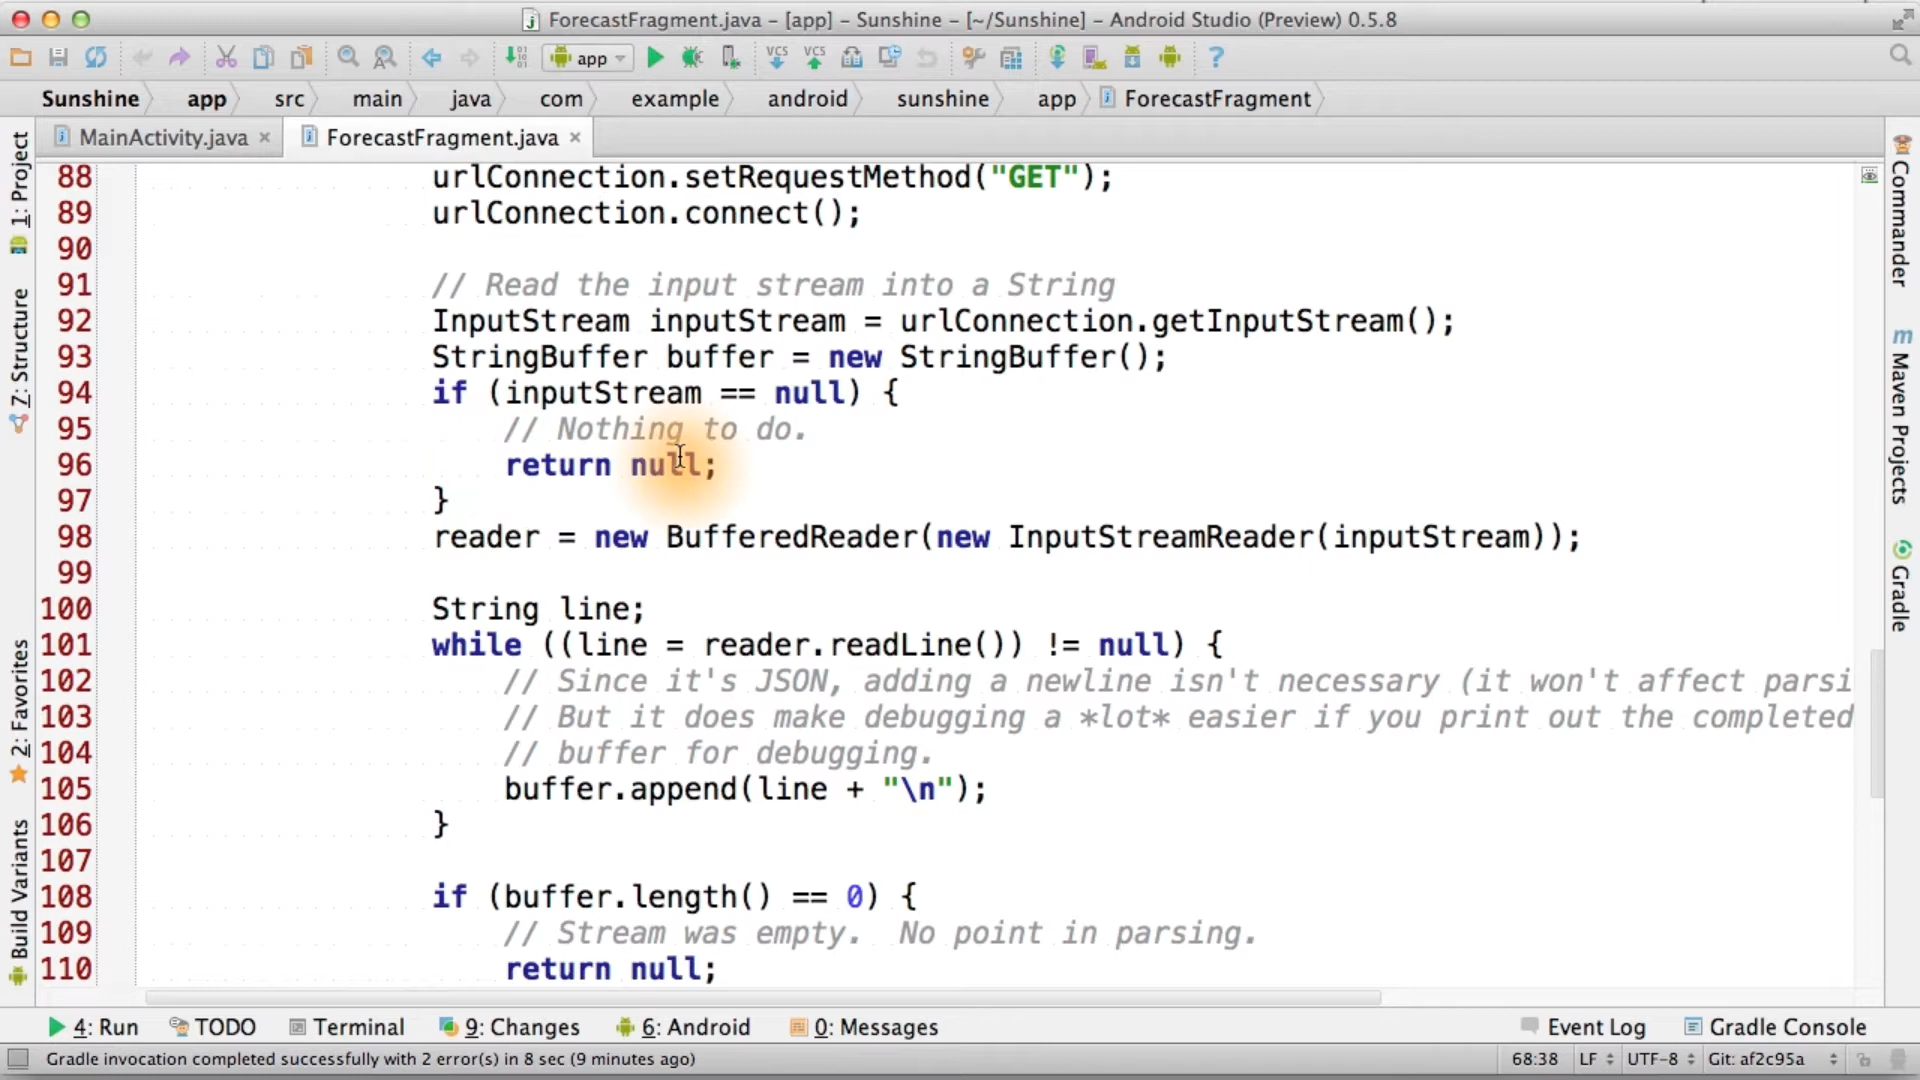 ForecastFragment.java - [app] - Sunshine - [~/Sunshine] - Android Studio (Preview) 0.5.8
app
VCS VCS
?
Sunshine app src main java com example android sunshine app ForecastFragment
MainActivity.java × ForecastFragment.java ×
1: Project
7: Structure
2: Favorites
Build Variants
88 urlConnection.setRequestMethod("GET");
89 urlConnection.connect();
90
91 // Read the input stream into a String
92 InputStream inputStream = urlConnection.getInputStream();
93 StringBuffer buffer = new StringBuffer();
94 if (inputStream == null) {
95 // Nothing to do.
96 return null;
97 }
98 reader = new BufferedReader(new InputStreamReader(inputStream));
99
100 String line;
101 while ((line = reader.readLine()) != null) {
102 // Since it's JSON, adding a newline isn't necessary (it won't affect parsi
103 // But it does make debugging a *lot* easier if you print out the completed
104 // buffer for debugging.
105 buffer.append(line + "\n");
106 }
107
108 if (buffer.length() == 0) {
109 // Stream was empty.  No point in parsing.
110 return null;
Commander
Maven Projects
Gradle
4: Run TODO Terminal 9: Changes 6: Android 0: Messages Event Log Gradle Console
Gradle invocation completed successfully with 2 error(s) in 8 sec (9 minutes ago) 68:38 LF UTF-8 Git: af2c95a